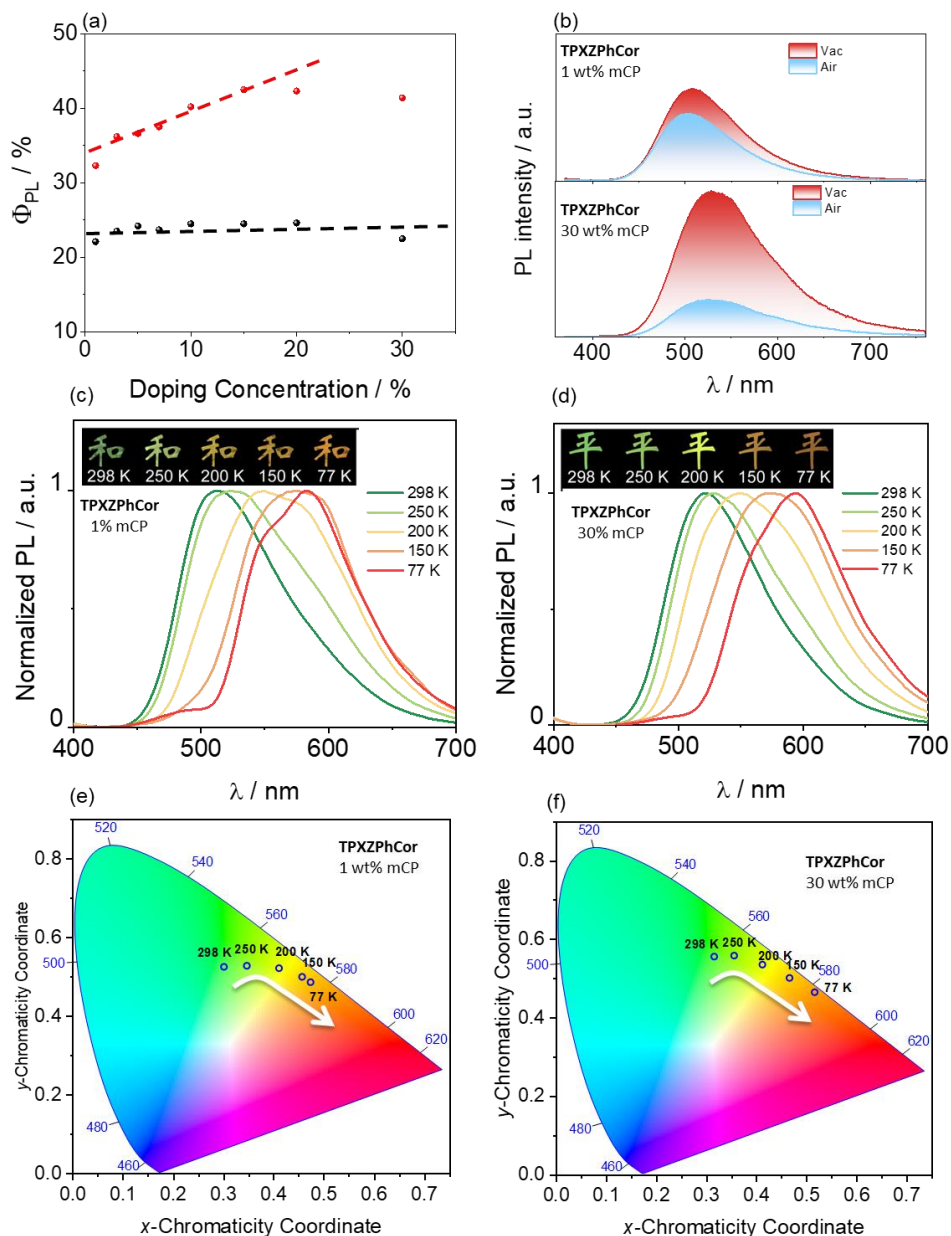 (a)
50
40
30
20
10
0 10 20 30
Φ_PL / %
Doping Concentration / %
(b)
TPXZPhCor
1 wt% mCP
Vac
Air
TPXZPhCor
30 wt% mCP
Vac
Air
PL intensity / a.u.
400 500 600 700
λ / nm
(c)
和 和 和 和 和
298 K 250 K 200 K 150 K 77 K
TPXZPhCor
1% mCP
298 K
250 K
200 K
150 K
77 K
1
0
Normalized PL / a.u.
400 500 600 700
λ / nm
(d)
平 平 平 平 平
298 K 250 K 200 K 150 K 77 K
TPXZPhCor
30% mCP
298 K
250 K
200 K
150 K
77 K
1
0
Normalized PL / a.u.
400 500 600 700
λ / nm
(e)
TPXZPhCor
1 wt% mCP
520
540
560
580
600
620
500
480
460
298 K 250 K 200 K 150 K
77 K
0.8
0.6
0.4
0.2
0.0
y-Chromaticity Coordinate
0.0 0.1 0.2 0.3 0.4 0.5 0.6 0.7
x-Chromaticity Coordinate
(f)
TPXZPhCor
30 wt% mCP
520
540
560
580
600
620
500
480
460
298 K 250 K 200 K 150 K
77 K
0.8
0.6
0.4
0.2
0.0
y-Chromaticity Coordinate
0.0 0.1 0.2 0.3 0.4 0.5 0.6 0.7
x-Chromaticity Coordinate